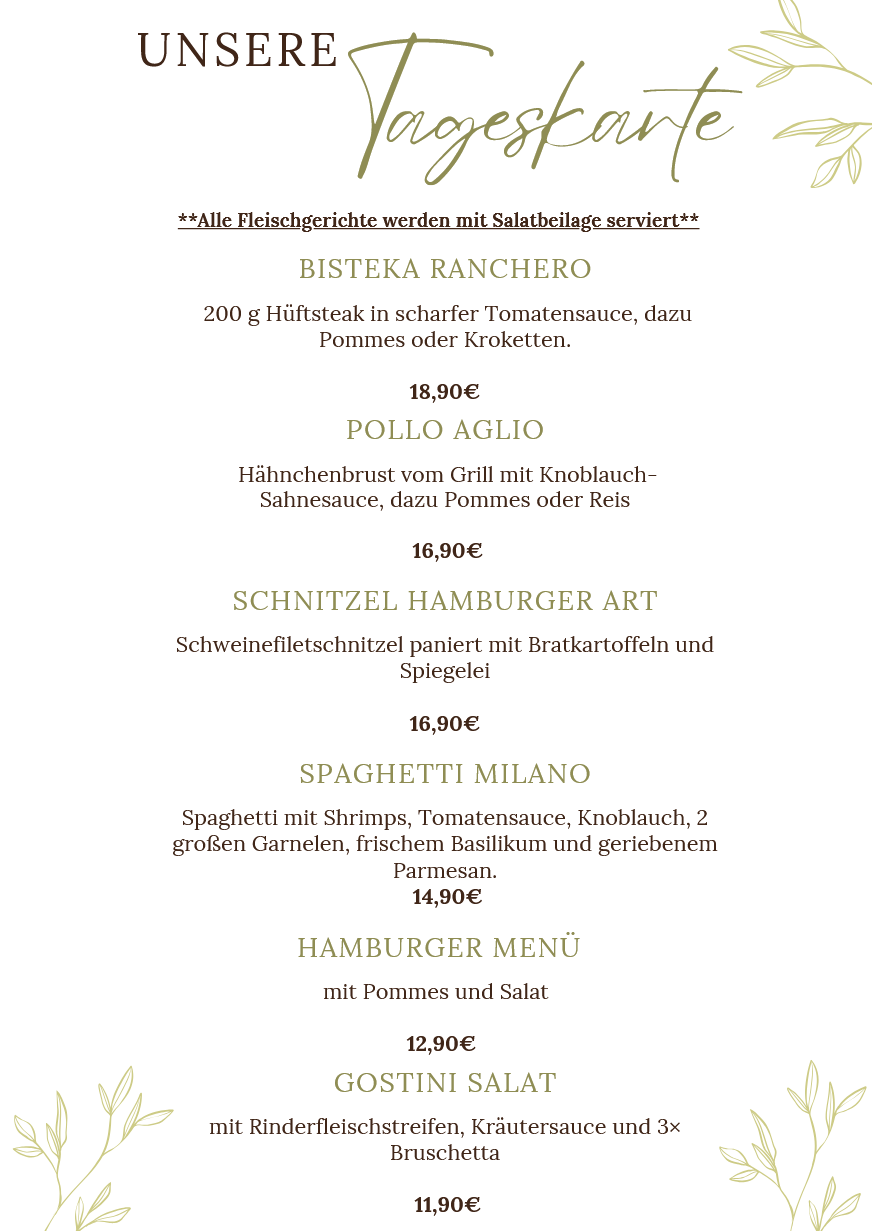 UNSERE
Tageskarte
**Alle Fleischgerichte werden mit Salatbeilage serviert**
BISTEKA RANCHERO
200 g Hüftsteak in scharfer Tomatensauce, dazu
Pommes oder Kroketten.
18,90€
POLLO AGLIO
Hähnchenbrust vom Grill mit Knoblauch-
Sahnesauce, dazu Pommes oder Reis
16,90€
SCHNITZEL HAMBURGER ART
Schweinefiletschnitzel paniert mit Bratkartoffeln und
Spiegelei
16,90€
SPAGHETTI MILANO
Spaghetti mit Shrimps, Tomatensauce, Knoblauch, 2
großen Garnelen, frischem Basilikum und geriebenem
Parmesan.
14,90€
HAMBURGER MENÜ
mit Pommes und Salat
12,90€
GOSTINI SALAT
mit Rinderfleischstreifen, Kräutersauce und 3×
Bruschetta
11,90€